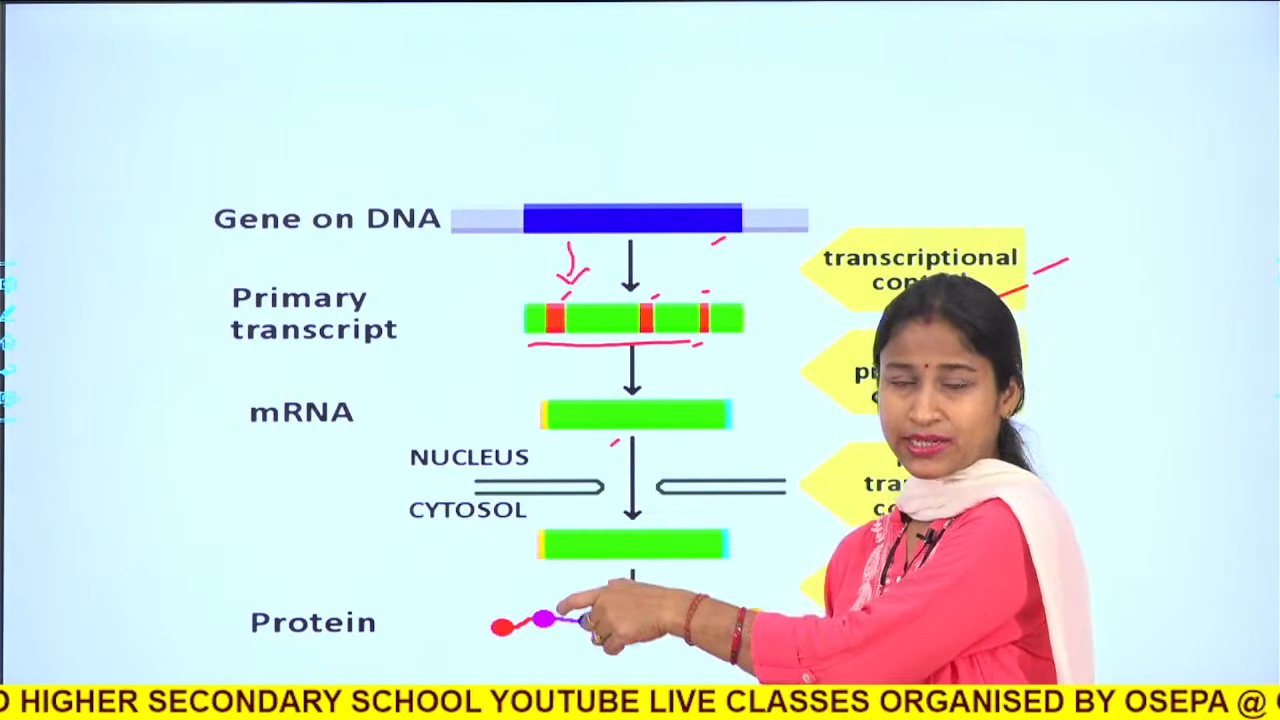 Gene on DNA
transcriptional
Primary
transcript
mRNA
NUCLEUS
CYTOSOL
Protein
HIGHER SECONDARY SCHOOL YOUTUBE LIVE CLASSES ORGANISED BY OSEPA @